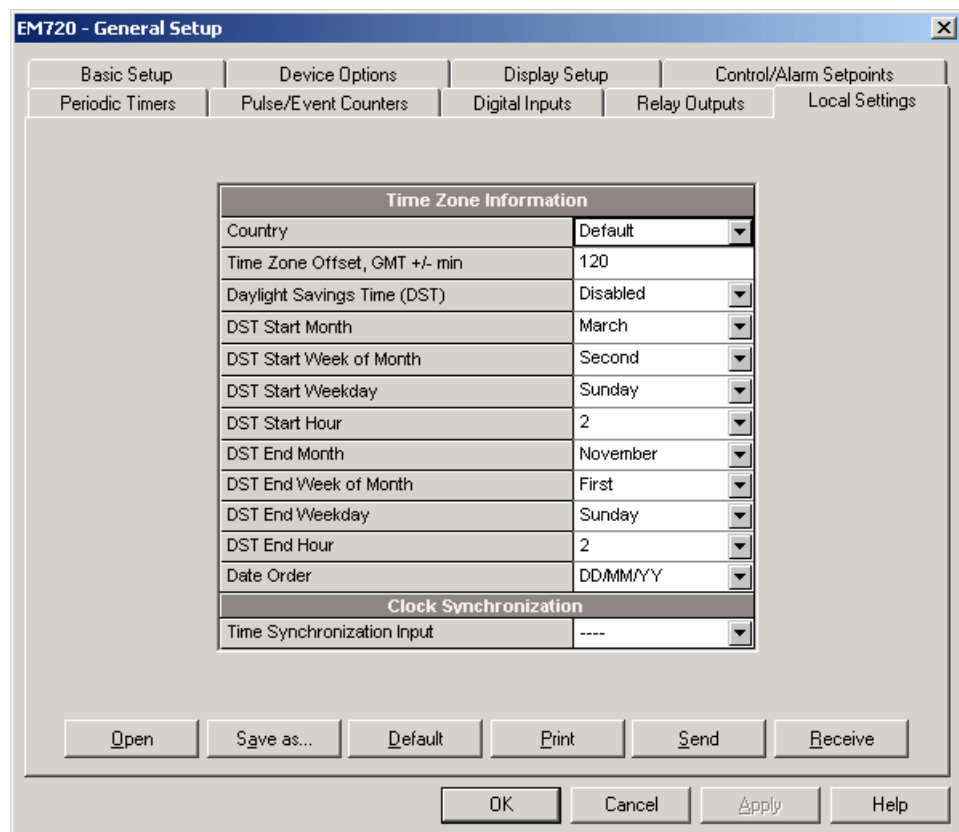 EM720 - General Setup
Basic Setup Device Options Display Setup Control/Alarm Setpoints
Periodic Timers Pulse/Event Counters Digital Inputs Relay Outputs Local Settings
Time Zone Information
Country Default
Time Zone Offset, GMT +/- min 120
Daylight Savings Time (DST) Disabled
DST Start Month March
DST Start Week of Month Second
DST Start Weekday Sunday
DST Start Hour 2
DST End Month November
DST End Week of Month First
DST End Weekday Sunday
DST End Hour 2
Date Order DD/MM/YY
Clock Synchronization
Time Synchronization Input ----
Open Save as... Default Print Send Receive
OK Cancel Apply Help